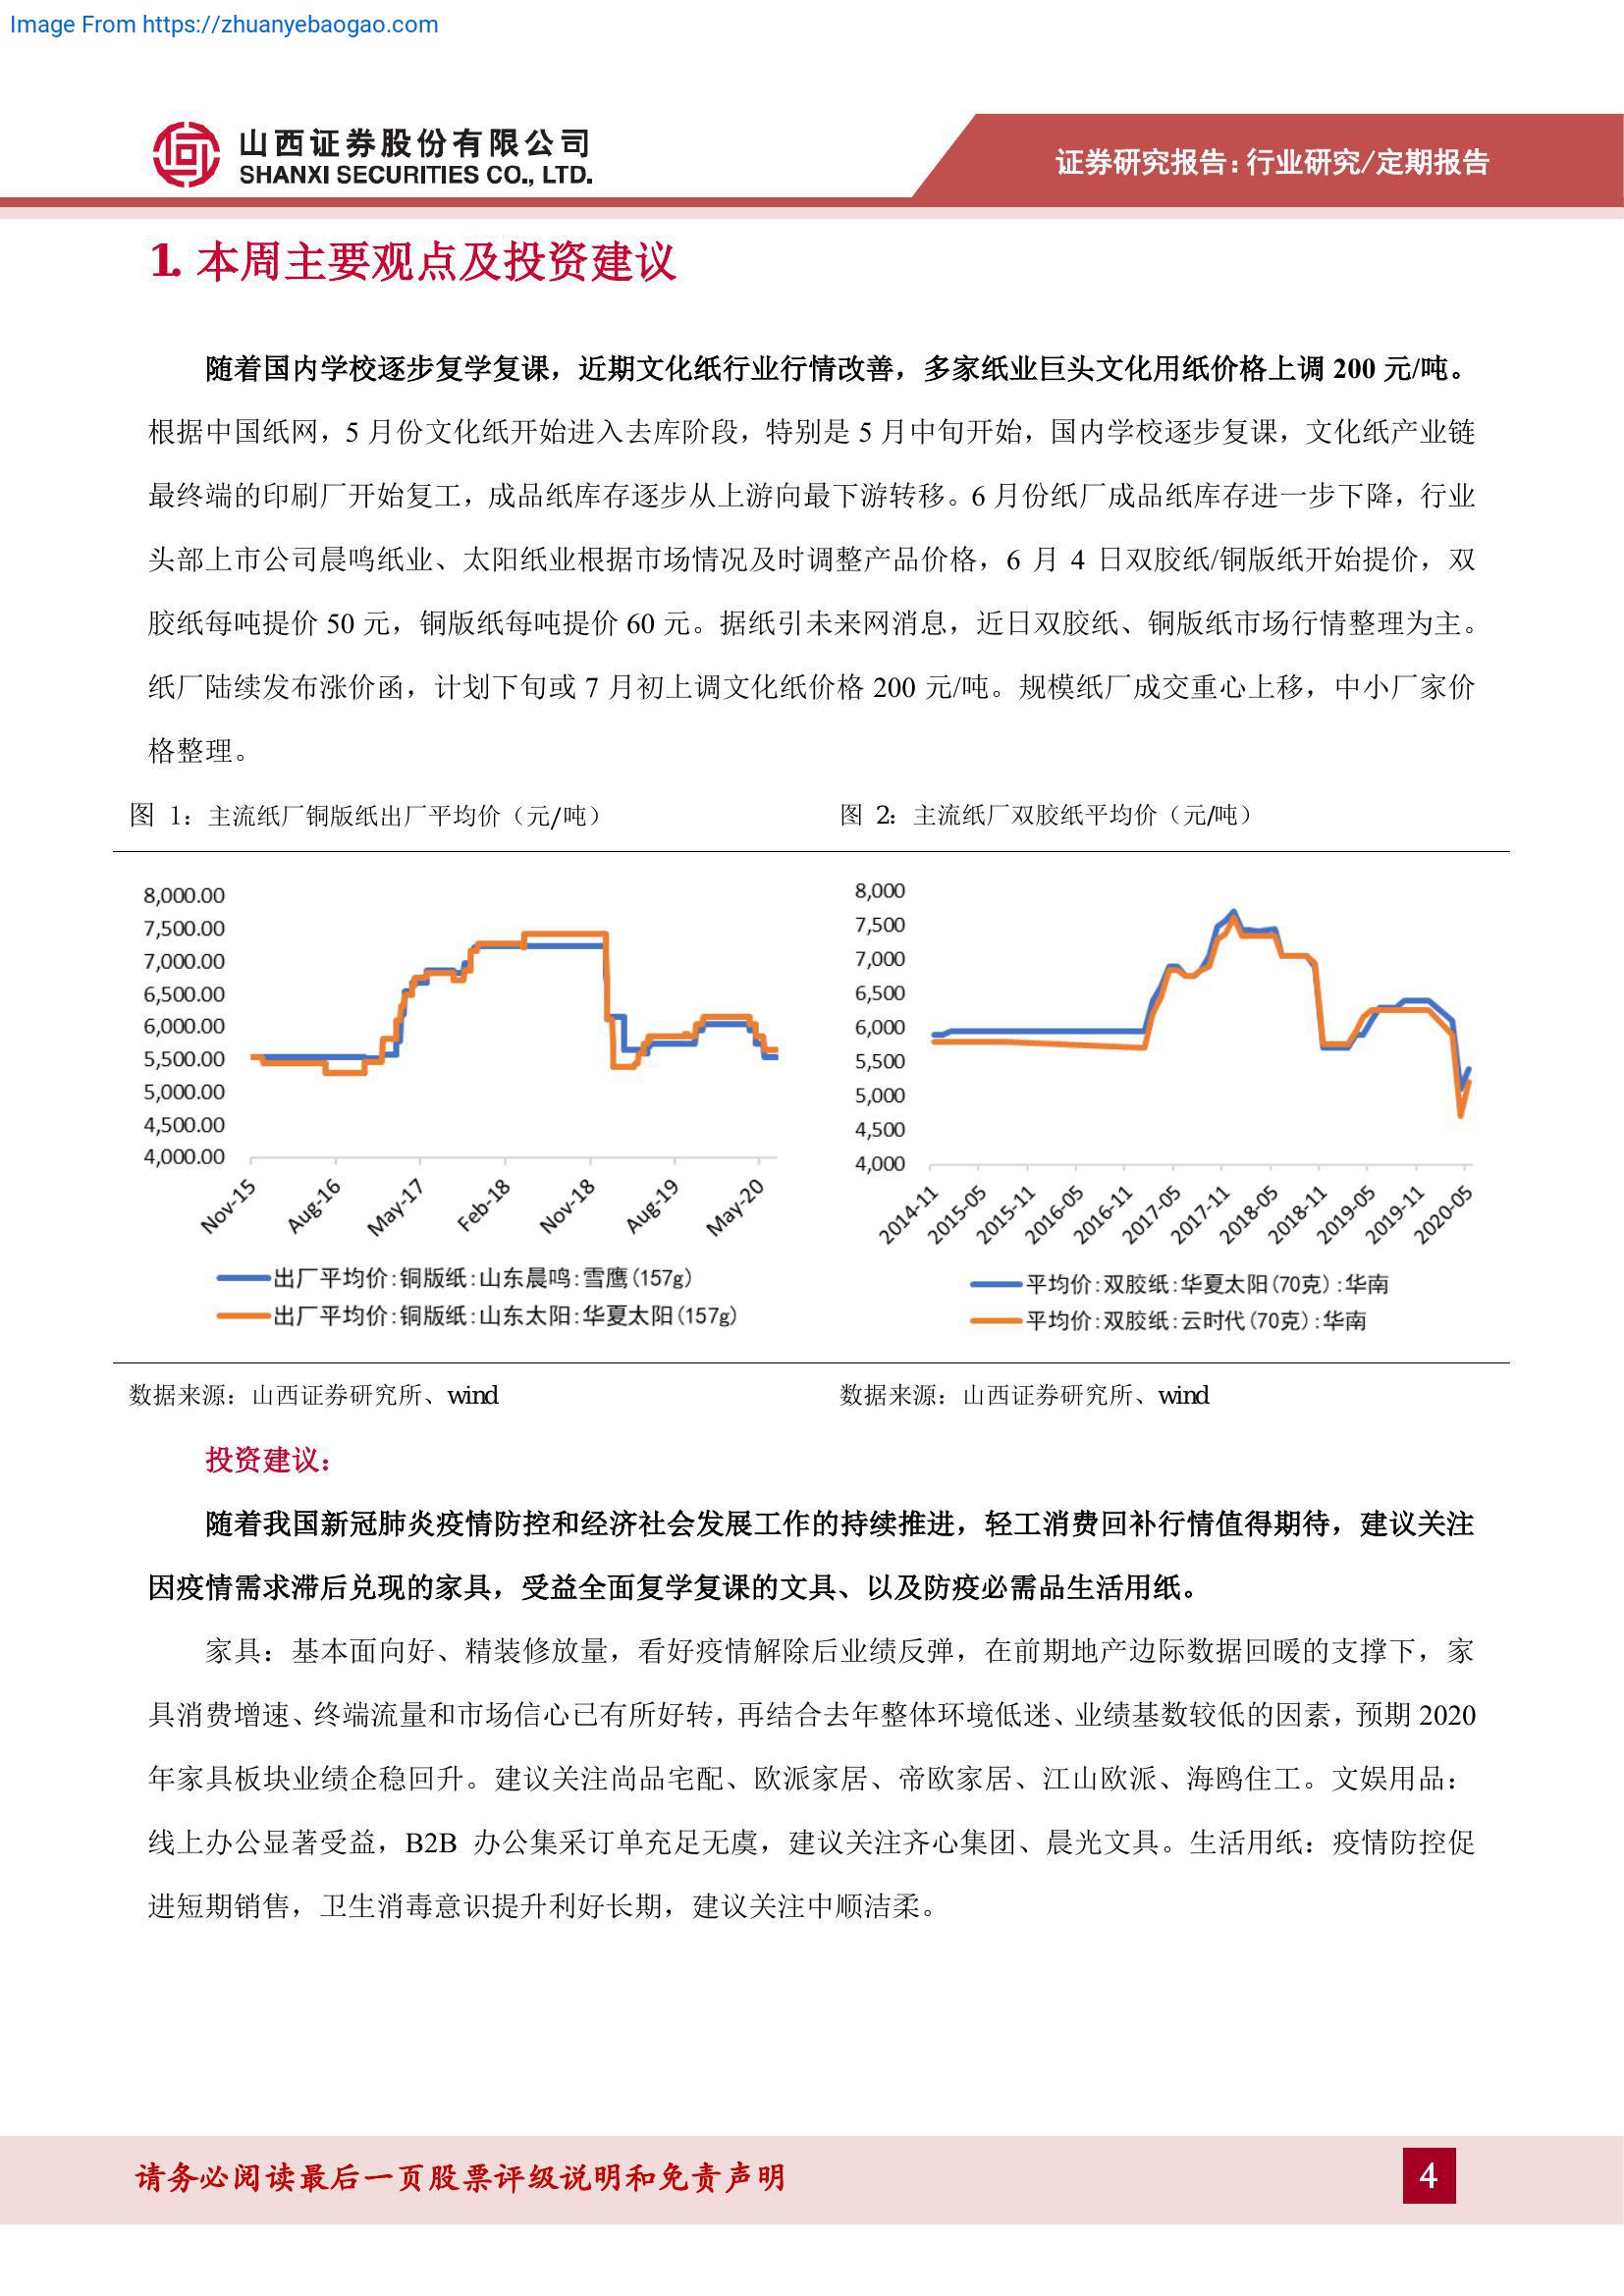 Image From https://zhuanyebaogao.com
山西证券股份有限公司
SHANXI SECURITIES CO., LTD.
证券研究报告:行业研究/定期报告
1. 本周主要观点及投资建议
随着国内学校逐步复学复课，近期文化纸行业行情改善，多家纸业巨头文化用纸价格上调 200 元/吨。
根据中国纸网，5 月份文化纸开始进入去库阶段，特别是 5 月中旬开始，国内学校逐步复课，文化纸产业链
最终端的印刷厂开始复工，成品纸库存逐步从上游向最下游转移。6 月份纸厂成品纸库存进一步下降，行业
头部上市公司晨鸣纸业、太阳纸业根据市场情况及时调整产品价格，6 月 4 日双胶纸/铜版纸开始提价，双
胶纸每吨提价 50 元，铜版纸每吨提价 60 元。据纸引未来网消息，近日双胶纸、铜版纸市场行情整理为主。
纸厂陆续发布涨价函，计划下旬或 7 月初上调文化纸价格 200 元/吨。规模纸厂成交重心上移，中小厂家价
格整理。
图 1：主流纸厂铜版纸出厂平均价（元/吨）
8,000.00
7,500.00
7,000.00
6,500.00
6,000.00
5,500.00
5,000.00
4,500.00
4,000.00
Nov-15
Aug-16
May-17
Feb-18
Nov-18
Aug-19
May-20
出厂平均价:铜版纸:山东晨鸣:雪鹰(157g)
出厂平均价:铜版纸:山东太阳:华夏太阳(157g)
图 2：主流纸厂双胶纸平均价（元/吨）
8,000
7,500
7,000
6,500
6,000
5,500
5,000
4,500
4,000
2014-11
2015-05
2015-11
2016-05
2016-11
2017-05
2017-11
2018-05
2018-11
2019-05
2019-11
2020-05
平均价:双胶纸:华夏太阳(70克):华南
平均价:双胶纸:云时代(70克):华南
数据来源：山西证券研究所、wind
数据来源：山西证券研究所、wind
投资建议：
随着我国新冠肺炎疫情防控和经济社会发展工作的持续推进，轻工消费回补行情值得期待，建议关注
因疫情需求滞后兑现的家具，受益全面复学复课的文具、以及防疫必需品生活用纸。
家具：基本面向好、精装修放量，看好疫情解除后业绩反弹，在前期地产边际数据回暖的支撑下，家
具消费增速、终端流量和市场信心已有所好转，再结合去年整体环境低迷、业绩基数较低的因素，预期 2020
年家具板块业绩企稳回升。建议关注尚品宅配、欧派家居、帝欧家居、江山欧派、海鸥住工。文娱用品：
线上办公显著受益，B2B 办公集采订单充足无虞，建议关注齐心集团、晨光文具。生活用纸：疫情防控促
进短期销售，卫生消毒意识提升利好长期，建议关注中顺洁柔。
请务必阅读最后一页股票评级说明和免责声明
4